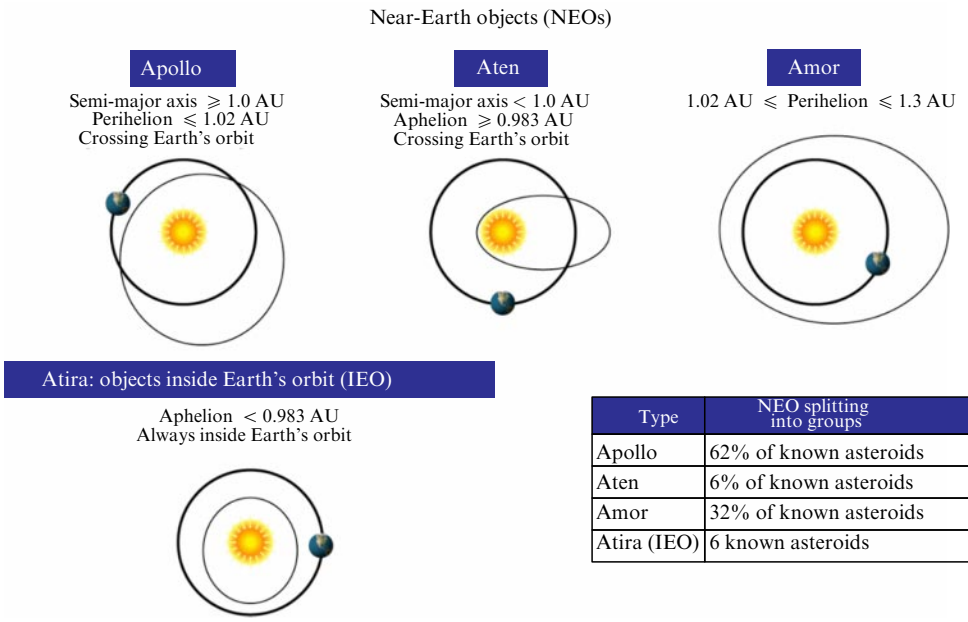 Near-Earth objects (NEOs)
Apollo
Semi-major axis ⩾ 1.0 AU
Perihelion ⩽ 1.02 AU
Crossing Earth's orbit
Aten
Semi-major axis < 1.0 AU
Aphelion ⩾ 0.983 AU
Crossing Earth's orbit
Amor
1.02 AU ⩽ Perihelion ⩽ 1.3 AU
Atira: objects inside Earth's orbit (IEO)
Aphelion < 0.983 AU
Always inside Earth's orbit
Type
NEO splitting
into groups
Apollo 62% of known asteroids
Aten 6% of known asteroids
Amor 32% of known asteroids
Atira (IEO) 6 known asteroids